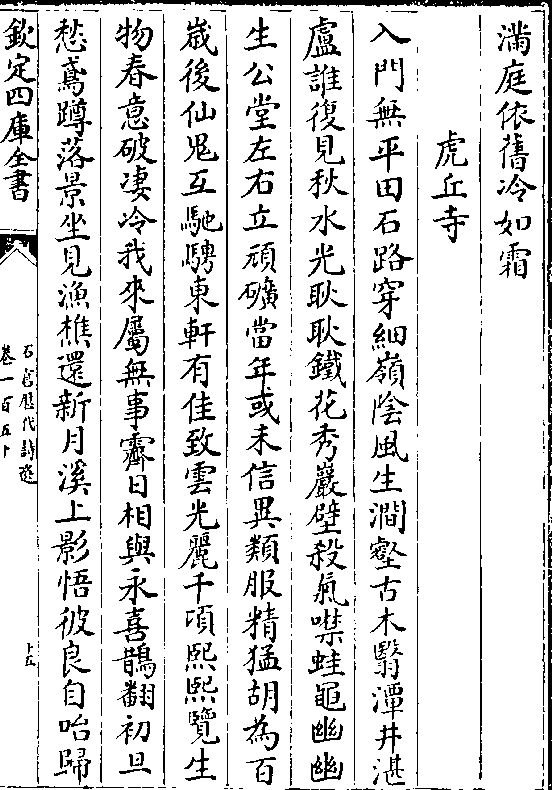 滿庭依舊冷如霜
虎丘寺
入門無平田石路穿細嶺陰風生澗壑古木翳潭井湛
盧誰復見秋水光耿耿鐵花秀巖壁殺氣噤蛙黽幽幽
生公堂左右立頑礦當年或未信異類服精猛胡為百
嵗後仙鬼互馳騁東軒有佳致雲光麗千頃熙熙覽生
物春意破凄冷我來屬無事霽日相與永喜鵲翻初旦
愁鳶蹲落景坐見漁樵還新月溪上影悟彼良自咍歸
欽定四庫全書
石倉歷代詩選
卷一百五十
十五